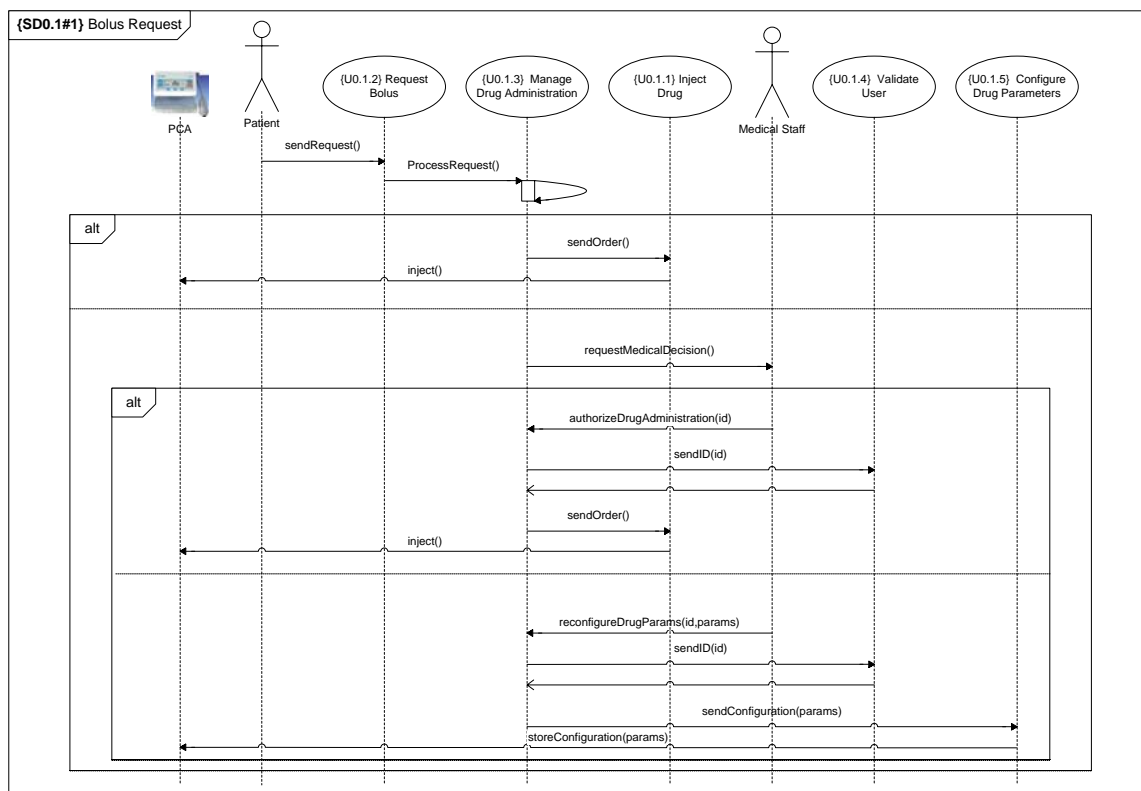 {SD0.1#1} Bolus Request
{U0.1.2} Request
Bolus
{U0.1.3} Manage
Drug Administration
{U0.1.1} Inject
Drug
{U0.1.4} Validate
User
{U0.1.5} Configure
Drug Parameters
PCA
Patient
Medical Staff
sendRequest()
ProcessRequest()
alt
sendOrder()
inject()
requestMedicalDecision()
alt
authorizeDrugAdministration(id)
sendID(id)
sendOrder()
inject()
reconfigureDrugParams(id,params)
sendID(id)
sendConfiguration(params)
storeConfiguration(params)